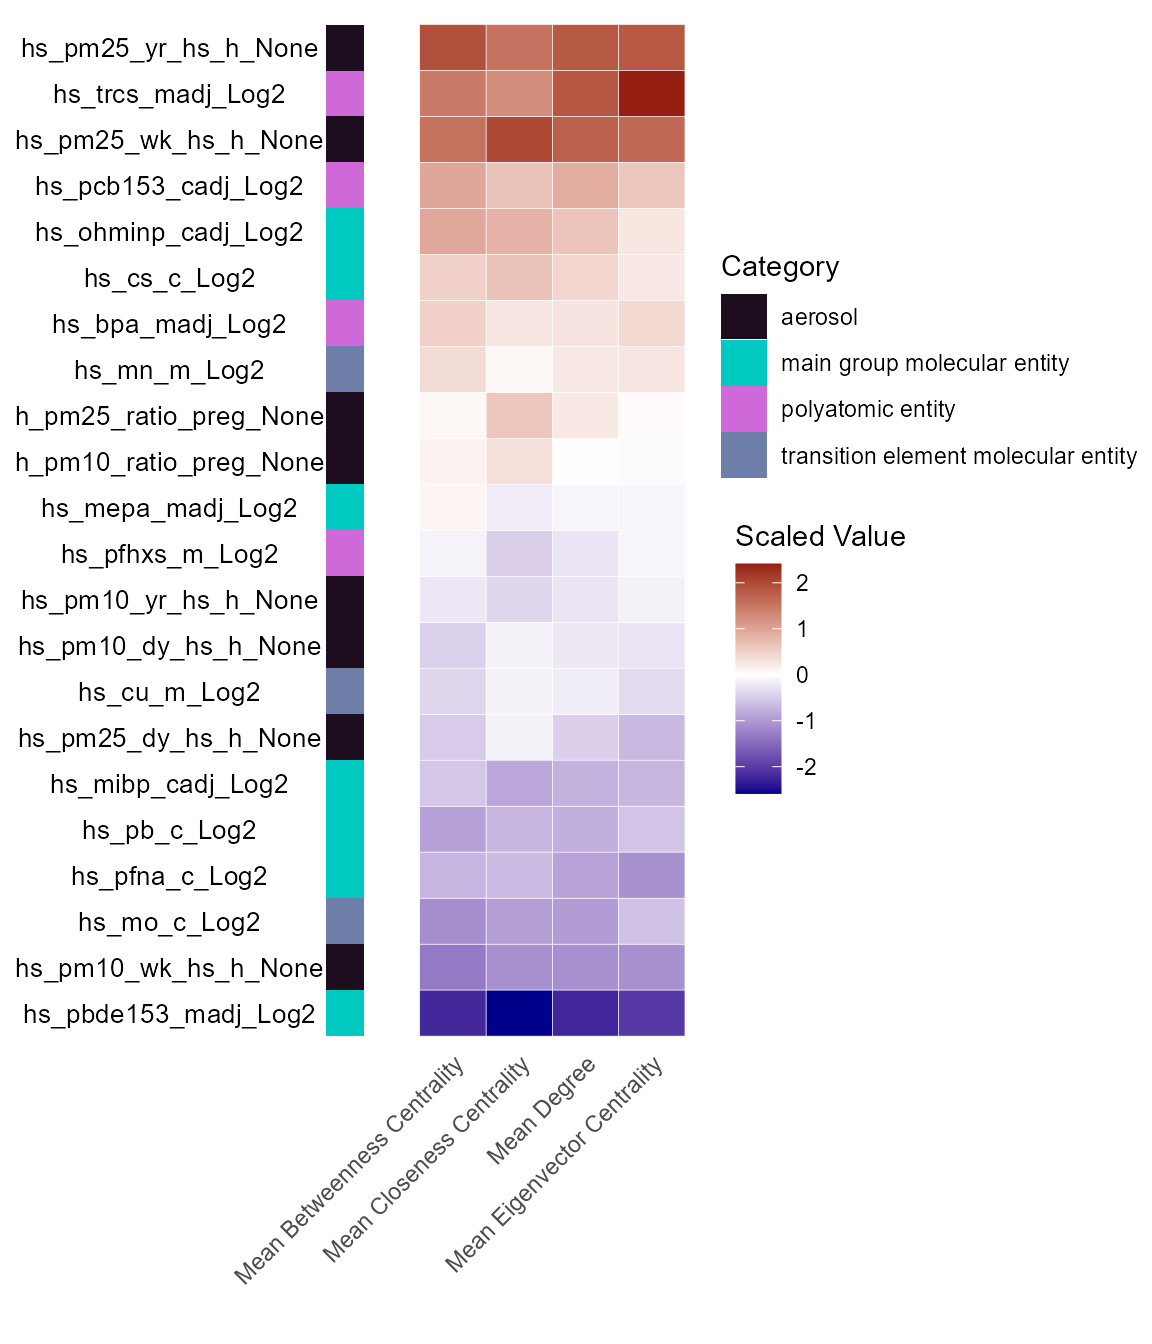 hs_pm25_yr_hs_h_None
hs_trcs_madj_Log2
hs_pm25_wk_hs_h_None
hs_pcb153_cadj_Log2
hs_ohminp_cadj_Log2
hs_cs_c_Log2
hs_bpa_madj_Log2
hs_mn_m_Log2
h_pm25_ratio_preg_None
h_pm10_ratio_preg_None
hs_mepa_madj_Log2
hs_pfhxs_m_Log2
hs_pm10_yr_hs_h_None
hs_pm10_dy_hs_h_None
hs_cu_m_Log2
hs_pm25_dy_hs_h_None
hs_mibp_cadj_Log2
hs_pb_c_Log2
hs_pfna_c_Log2
hs_mo_c_Log2
hs_pm10_wk_hs_h_None
hs_pbde153_madj_Log2
Mean Betweenness Centrality
Mean Closeness Centrality
Mean Degree
Mean Eigenvector Centrality
Category
aerosol
main group molecular entity
polyatomic entity
transition element molecular entity
Scaled Value
2
1
0
-1
-2